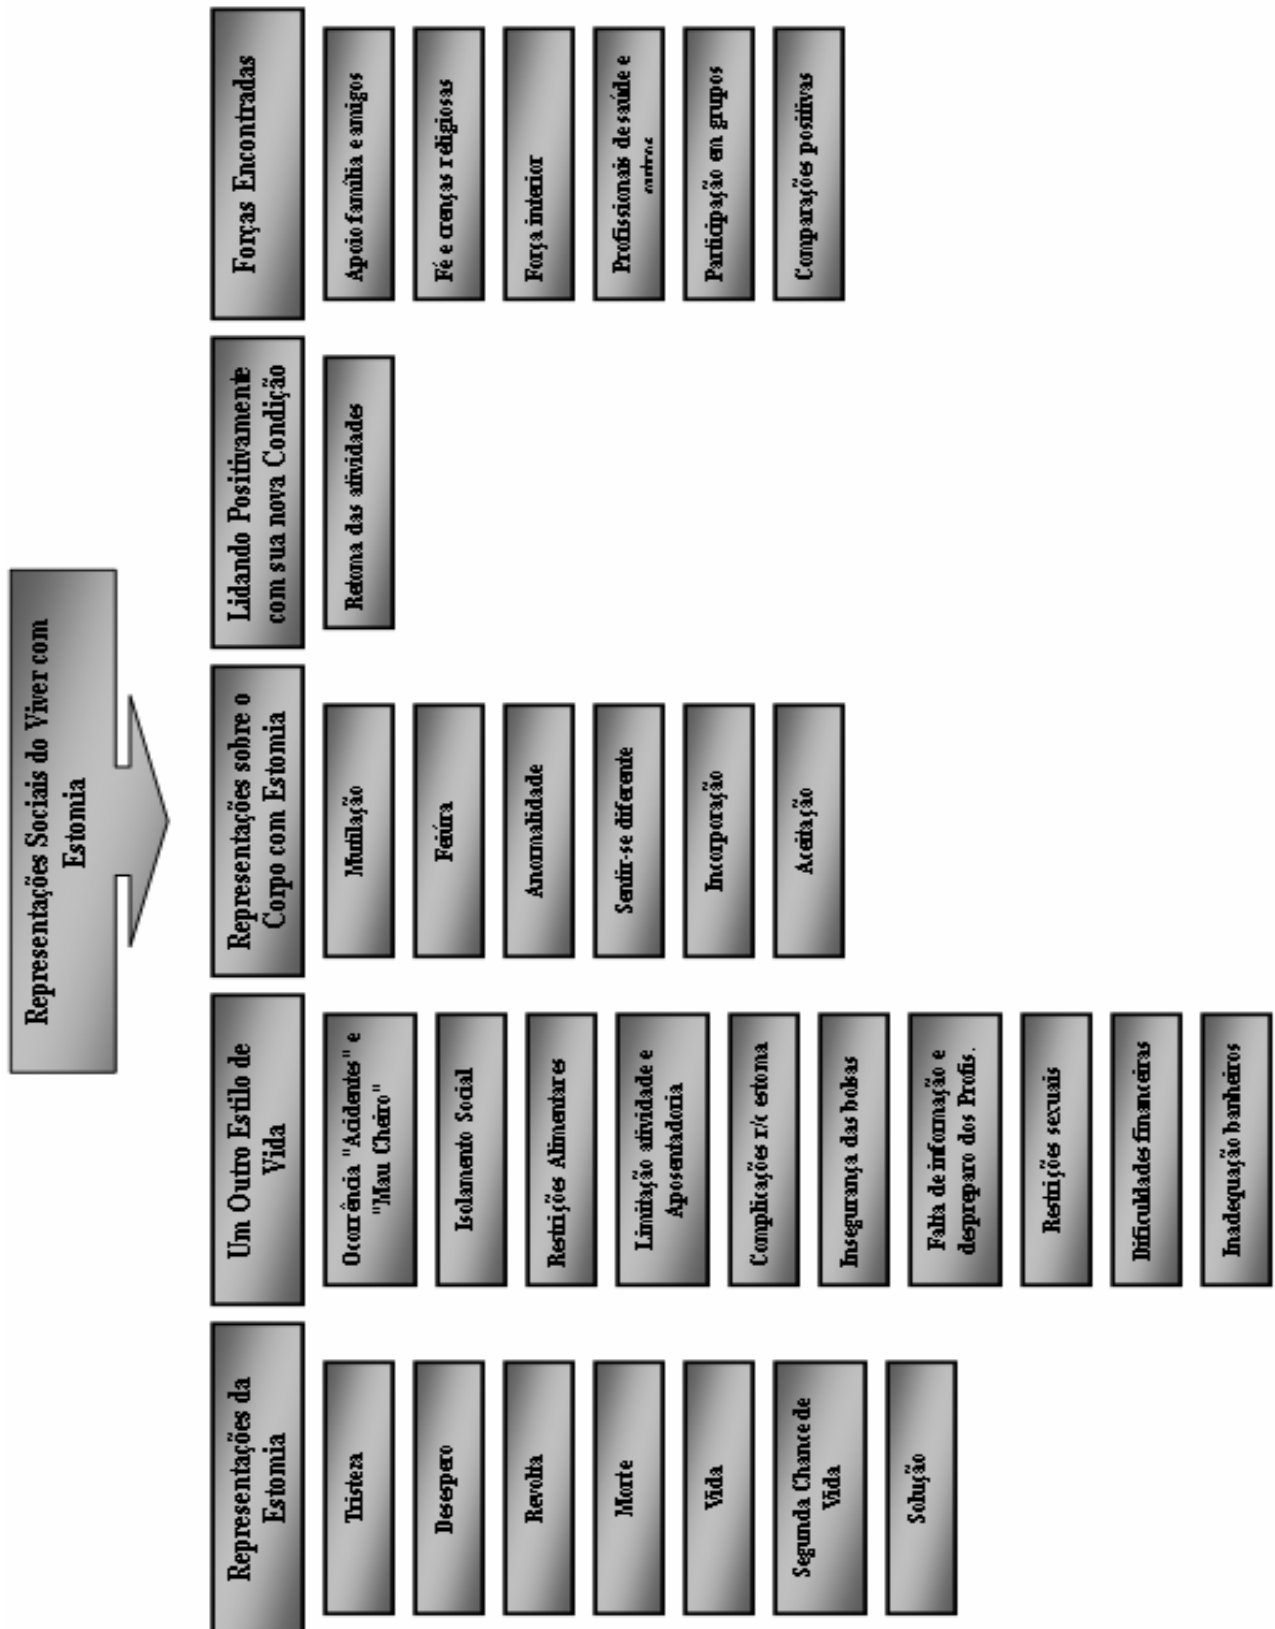 Representações Sociais do Viver com
Estomia
Representações da
Estomia
Tristeza
Desespero
Revolta
Morte
Vida
Segunda Chance de
Vida
Solução
Um Outro Estilo de
Vida
Ocorrência "Acidentes" e
"Mau Cheiro"
Isolamento Social
Restrições Alimentares
Limitação atividade e
Aposentadoria
Complicações r/c estoma
Insegurança das bolsas
Falta de informação e
despreparo dos Profis.
Restrições sexuais
Dificuldades financeiras
Inadequação banheiros
Representações sobre o
Corpo com Estomia
Mutilação
Feiúra
Anormalidade
Sentir-se diferente
Incorporação
Aceitação
Lidando Positivamente
com sua nova Condição
Retoma das atividades
Forças Encontradas
Apoio família e amigos
Fé e crenças religiosas
Força interior
Profissionais de saúde e
outros
Participação em grupos
Comparações positivas